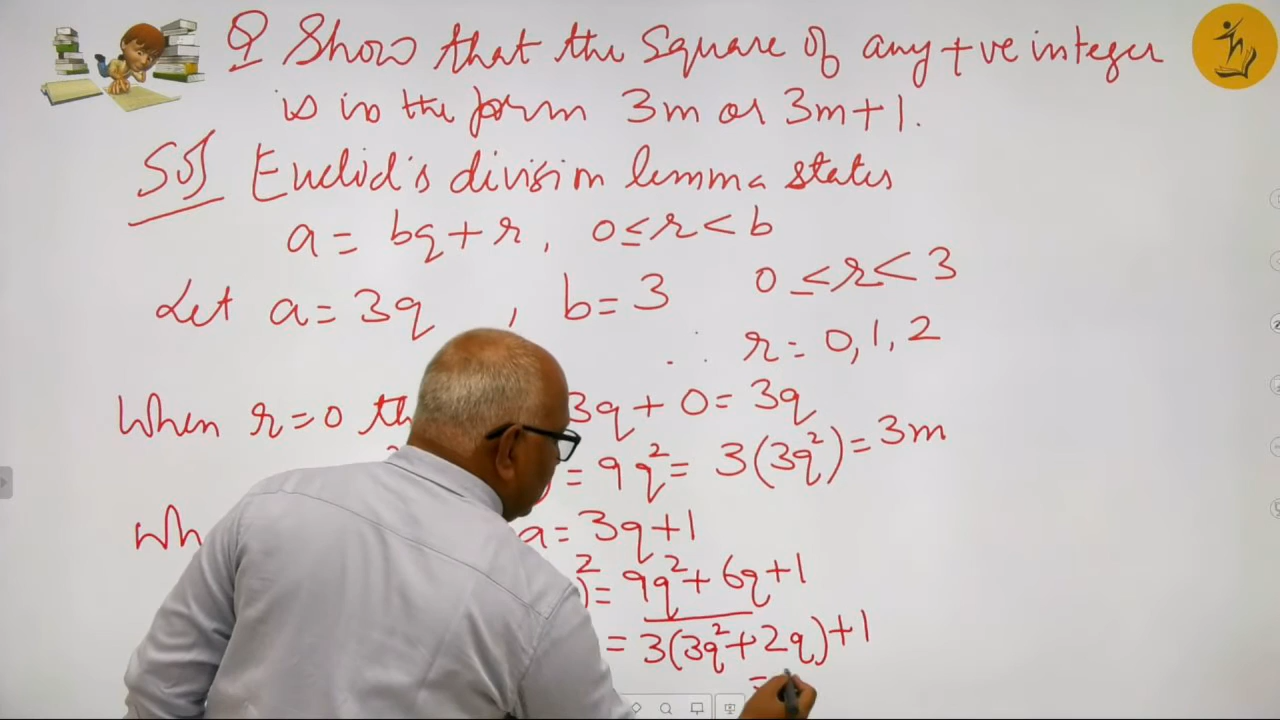 Q Show that the square of any +ve integer
is in the form 3m or 3m+1.
Sol Euclid's division lemma states
a = bq + r, 0 ≤ r < b
Let a = 3q , b = 3 0 ≤ r < 3
∴ r = 0, 1, 2
When r = 0 3q + 0 = 3q
= 9q² = 3(3q²) = 3m
a = 3q + 1
² = 9q² + 6q + 1
= 3(3q² + 2q) + 1
=